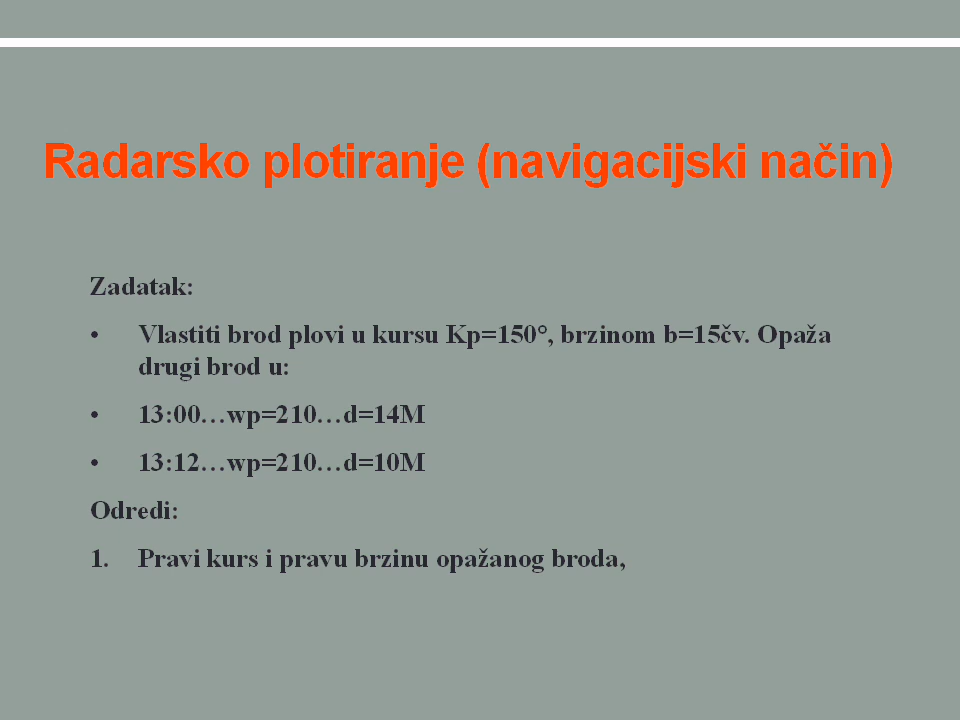 Radarsko plotiranje (navigacijski način)
Zadatak:
• Vlastiti brod plovi u kursu Kp=150°, brzinom b=15čv. Opaža
drugi brod u:
• 13:00…wp=210…d=14M
• 13:12…wp=210…d=10M
Odredi:
1. Pravi kurs i pravu brzinu opažanog broda,